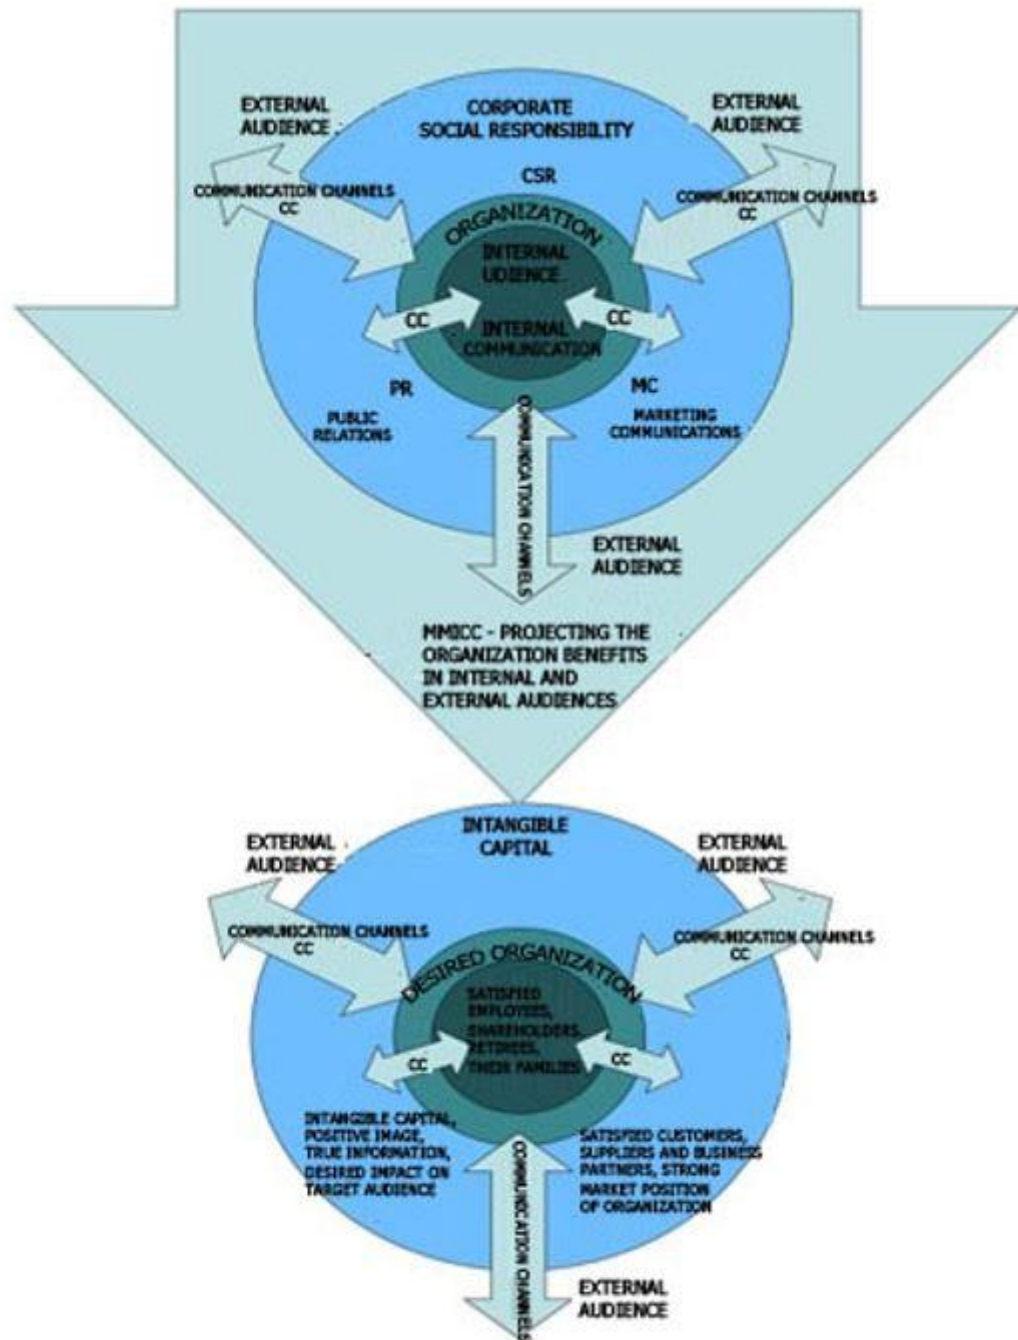 EXTERNAL
AUDIENCE
CORPORATE
SOCIAL RESPONSIBILITY
EXTERNAL
AUDIENCE
CSR
COMMUNICATION CHANNELS
CC
COMMUNICATION CHANNELS
CC
ORGANIZATION
INTERNAL
UDIENCE
CC
CC
INTERNAL
COMMUNICATION
PR
MC
PUBLIC
RELATIONS
MARKETING
COMMUNICATIONS
COMMUNICATION CHANNELS
EXTERNAL
AUDIENCE
MMICC - PROJECTING THE
ORGANIZATION BENEFITS
IN INTERNAL AND
EXTERNAL AUDIENCES
INTANGIBLE
CAPITAL
EXTERNAL
AUDIENCE
EXTERNAL
AUDIENCE
COMMUNICATION CHANNELS
CC
COMMUNICATION CHANNELS
CC
DESIRED ORGANIZATION
SATISFIED
EMPLOYEES,
SHAREHOLDERS,
RETIREES,
THEIR FAMILIES
CC
CC
INTANGIBLE CAPITAL,
POSITIVE IMAGE,
TRUE INFORMATION,
DESIRED IMPACT ON
TARGET AUDIENCE
SATISFIED CUSTOMERS,
SUPPLIERS AND BUSINESS
PARTNERS, STRONG
MARKET POSITION
OF ORGANIZATION
COMMUNICATION CHANNELS
EXTERNAL
AUDIENCE